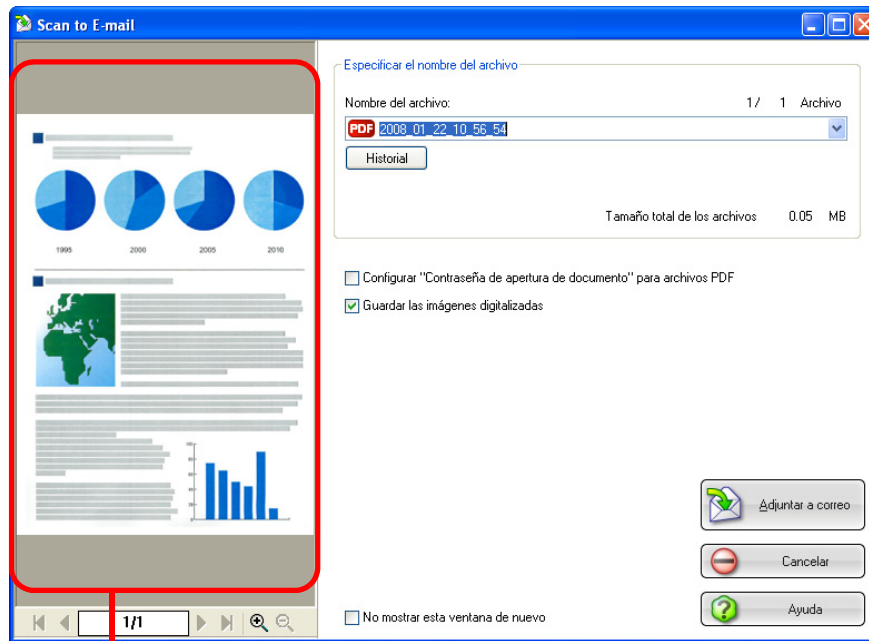 Scan to E-mail
1995 2000 2005 2010
1/1
Especificar el nombre del archivo
Nombre del archivo: 1/ 1 Archivo
PDF 2008_01_22_10_56_54
Historial
Tamaño total de los archivos 0.05 MB
Configurar "Contraseña de apertura de documento" para archivos PDF
Guardar las imágenes digitalizadas
Adjuntar a correo
Cancelar
Ayuda
No mostrar esta ventana de nuevo